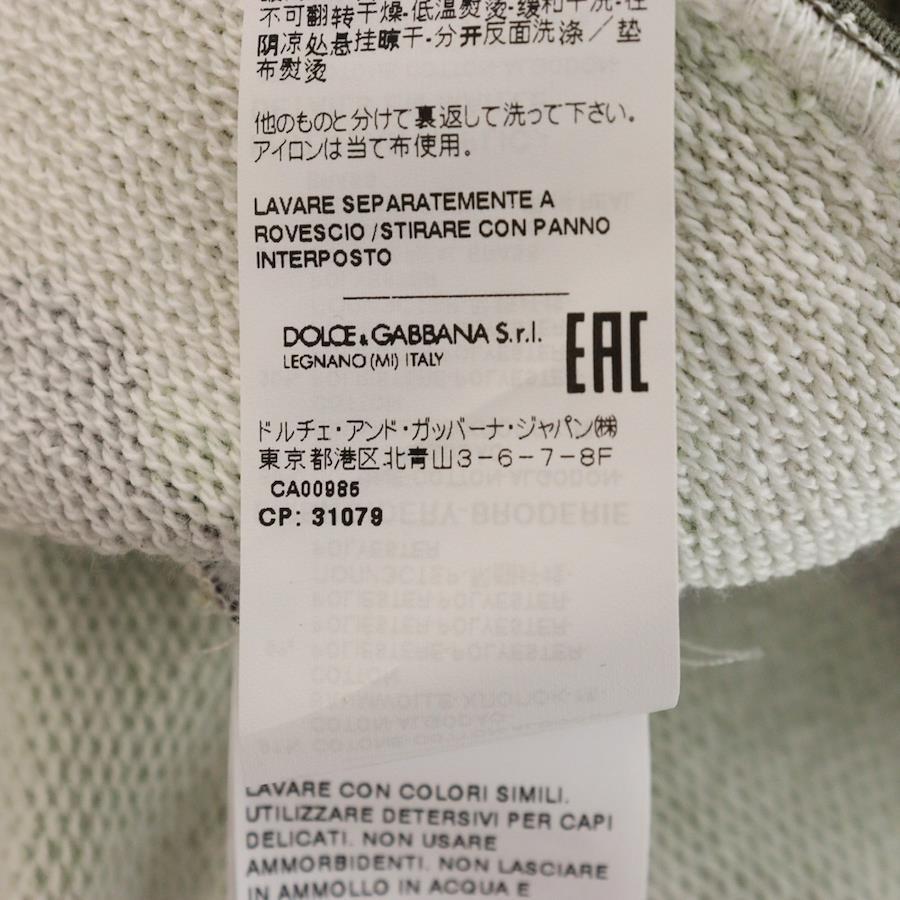 不可翻转干燥-低温熨烫-缓和干洗-在
阴凉处悬挂晾干-分开反面洗涤／垫
布熨烫
他のものと分けて裏返して洗って下さい。
アイロンは当て布使用。
LAVARE SEPARATEMENTE A
ROVESCIO /STIRARE CON PANNO
INTERPOSTO
DOLCE & GABBANA S.r.l.
LEGNANO (MI) ITALY
EAC
ドルチェ・アンド・ガッバーナ・ジャパン㈱
東京都港区北青山3-6-7-8F
CA00985
CP: 31079
LAVARE CON COLORI SIMILI.
UTILIZZARE DETERSIVI PER CAPI
DELICATI. NON USARE
AMMORBIDENTI. NON LASCIARE
IN AMMOLLO IN ACQUA E